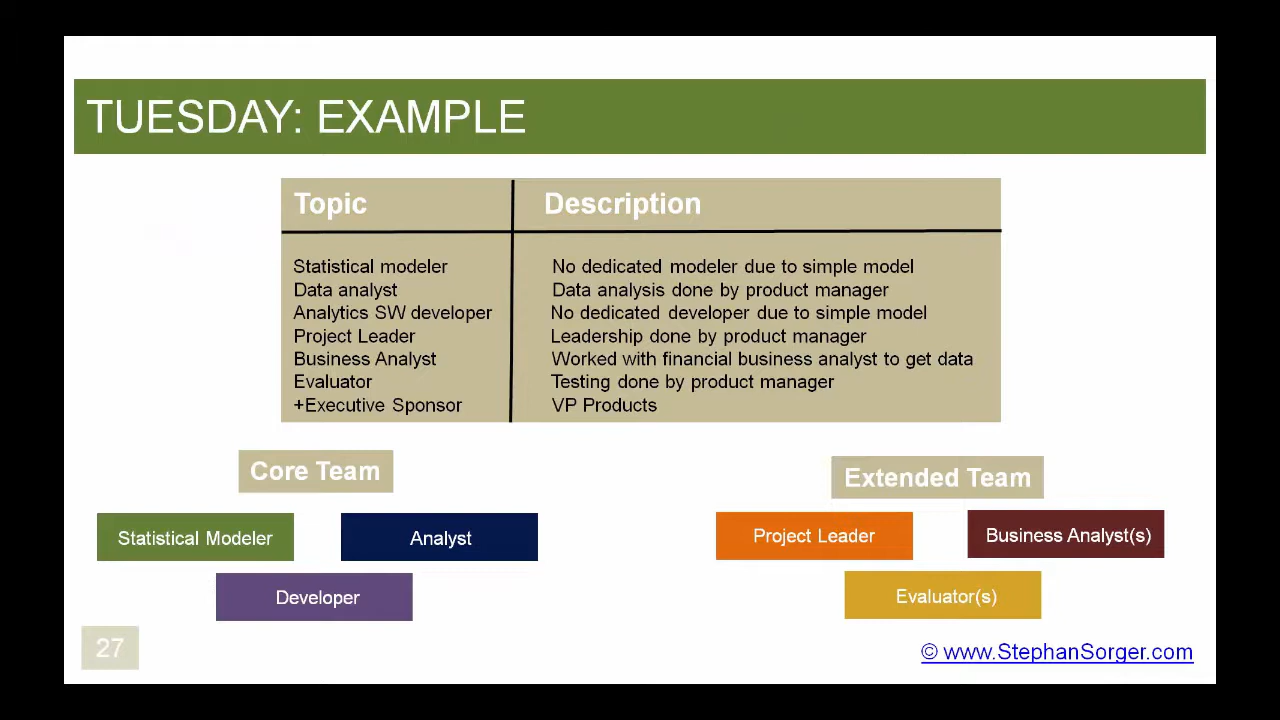 TUESDAY: EXAMPLE
Topic Description
Statistical modeler No dedicated modeler due to simple model
Data analyst Data analysis done by product manager
Analytics SW developer No dedicated developer due to simple model
Project Leader Leadership done by product manager
Business Analyst Worked with financial business analyst to get data
Evaluator Testing done by product manager
+Executive Sponsor VP Products
Core Team Extended Team
Statistical Modeler Analyst Project Leader Business Analyst(s)
Developer Evaluator(s)
27 © www.StephanSorger.com